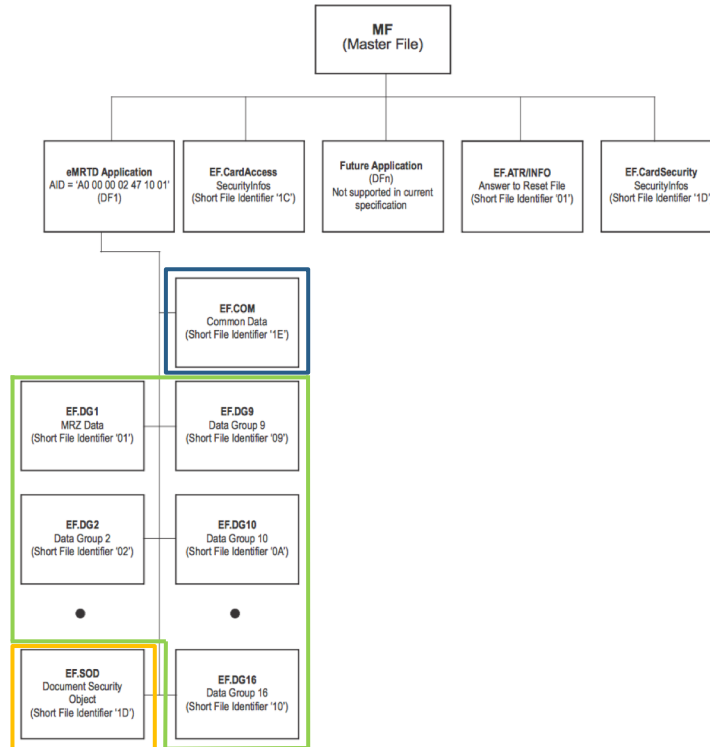 MF
(Master File)
eMRTD Application
AID = 'A0 00 00 02 47 10 01'
(DF1)
EF.CardAccess
SecurityInfos
(Short File Identifier '1C')
Future Application
(DFn)
Not supported in current
specification
EF.ATR/INFO
Answer to Reset File
(Short File Identifier '01')
EF.CardSecurity
SecurityInfos
(Short File Identifier '1D'
EF.COM
Common Data
(Short File Identifier '1E')
EF.DG1
MRZ Data
(Short File Identifier '01')
EF.DG9
Data Group 9
(Short File Identifier '09')
EF.DG2
Data Group 2
(Short File Identifier '02')
EF.DG10
Data Group 10
(Short File Identifier '0A')
EF.SOD
Document Security
Object
(Short File Identifier '1D')
EF.DG16
Data Group 16
(Short File Identifier '10')